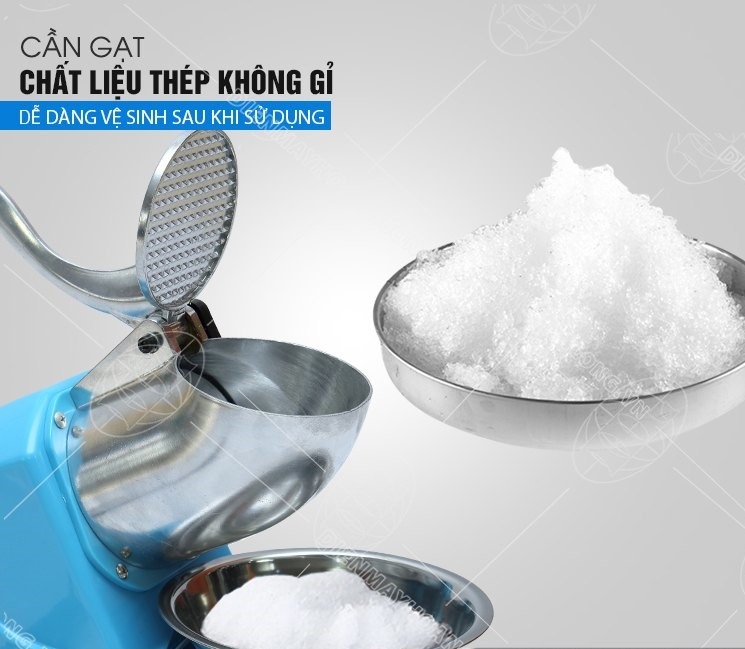 CẦN GẠT
CHẤT LIỆU THÉP KHÔNG GỈ
DỄ DÀNG VỆ SINH SAU KHI SỬ DỤNG